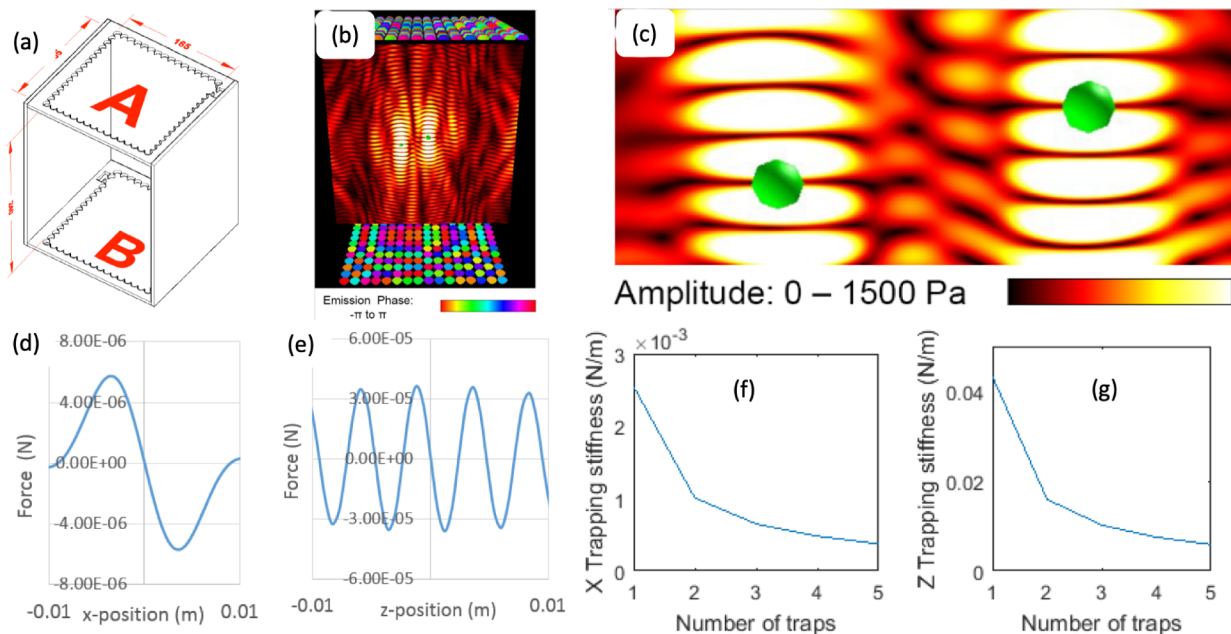 (a)
165
A
B
(b)
Emission Phase:
-π to π
(c)
Amplitude: 0 – 1500 Pa
(d)
8.00E-06
4.00E-06
0.00E+00
-4.00E-06
-8.00E-06
Force (N)
-0.01
x-position (m)
0.01
(e)
6.00E-05
3.00E-05
0.00E+00
-3.00E-05
-6.00E-05
Force (N)
-0.01
z-position (m)
0.01
(f)
× 10⁻³
3
2
1
0
X Trapping stiffness (N/m)
1 2 3 4 5
Number of traps
(g)
0.04
0.02
0
Z Trapping stiffness (N/m)
1 2 3 4 5
Number of traps